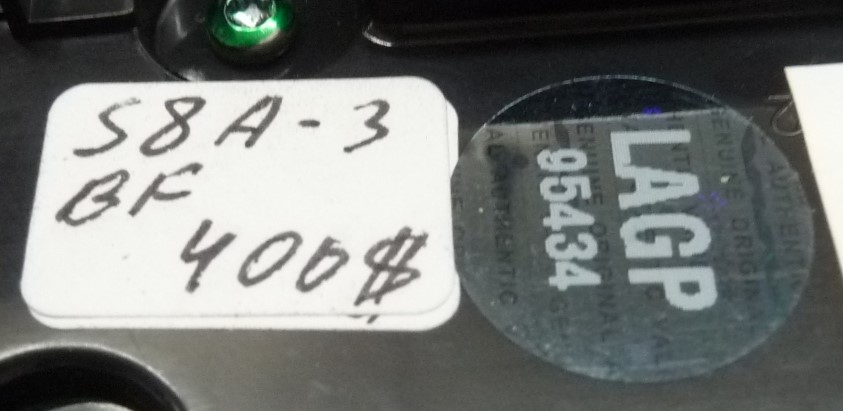 S8A-3
BF
400$
LAGP
95434
GENUINE ORIGINAL
AUTHENTIC